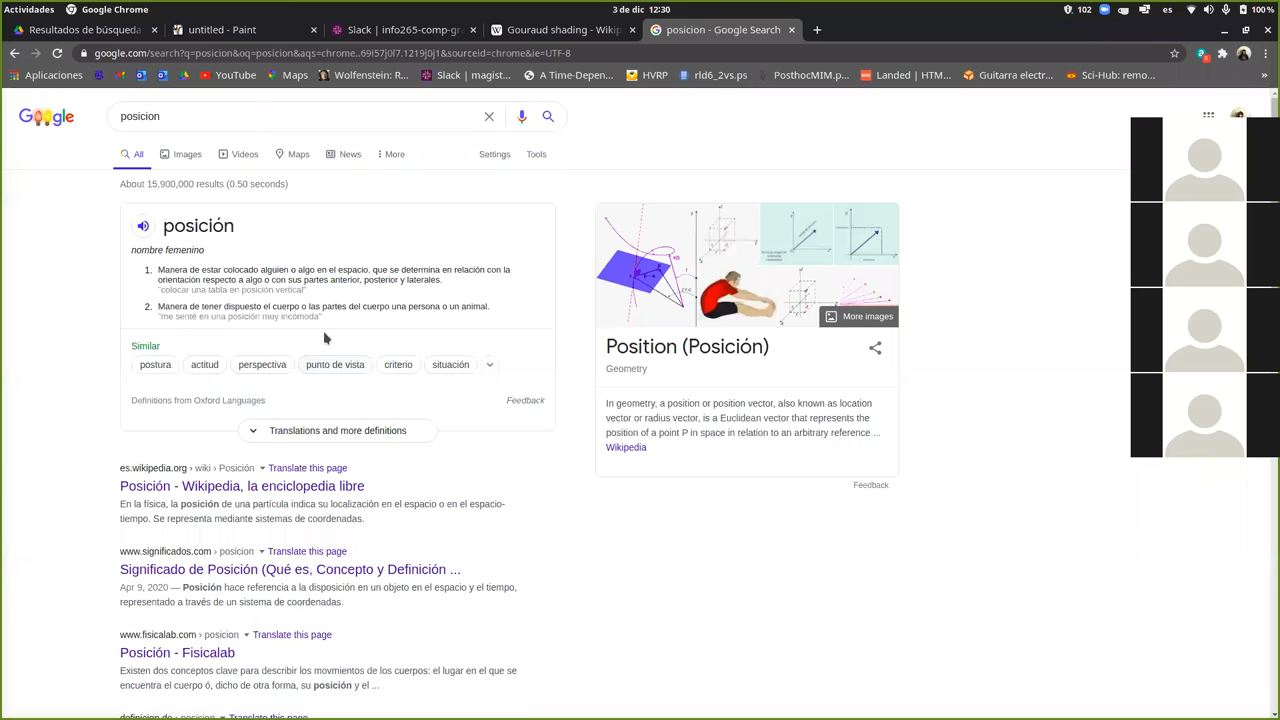 Actividades
Google Chrome
3 de dic 12:30
102
es
100 %
Resultados de búsqueda
untitled - Paint
Slack | info265-comp-gr
Gouraud shading - Wikip
posicion - Google Search
google.com/search?q=posicion&oq=posicion&aqs=chrome..69i57j0l7.1219j0j1&sourceid=chrome&ie=UTF-8
9
Aplicaciones
YouTube
Maps
Wolfenstein: R...
Slack | magist...
A Time-Depen...
HVRP
rld6_2vs.ps
PosthocMIM.p...
Landed | HTM...
Guitarra electr...
Sci-Hub: remo...
»
Google
posicion
All
Images
Videos
Maps
News
More
Settings
Tools
About 15,900,000 results (0.50 seconds)
posición
nombre femenino
1. Manera de estar colocado alguien o algo en el espacio, que se determina en relación con la
orientación respecto a algo o con sus partes anterior, posterior y laterales.
"colocar una tabla en posición vertical"
2. Manera de tener dispuesto el cuerpo o las partes del cuerpo una persona o un animal.
"me senté en una posición muy incómoda"
Similar
postura
actitud
perspectiva
punto de vista
criterio
situación
Definitions from Oxford Languages
Feedback
Translations and more definitions
es.wikipedia.org › wiki › Posición
Translate this page
Posición - Wikipedia, la enciclopedia libre
En la física, la posición de una partícula indica su localización en el espacio o en el espacio-
tiempo. Se representa mediante sistemas de coordenadas.
www.significados.com › posicion
Translate this page
Significado de Posición (Qué es, Concepto y Definición ...
Apr 9, 2020 — Posición hace referencia a la disposición en un objeto en el espacio y el tiempo,
representado a través de un sistema de coordenadas.
www.fisicalab.com › posicion
Translate this page
Posición - Fisicalab
Existen dos conceptos clave para describir los movmientos de los cuerpos: el lugar en el que se
encuentra el cuerpo ó, dicho de otra forma, su posición y el ...
definicion.de › posicion
Translate this page
More images
Position (Posición)
Geometry
In geometry, a position or position vector, also known as location
vector or radius vector, is a Euclidean vector that represents the
position of a point P in space in relation to an arbitrary reference ...
Wikipedia
Feedback